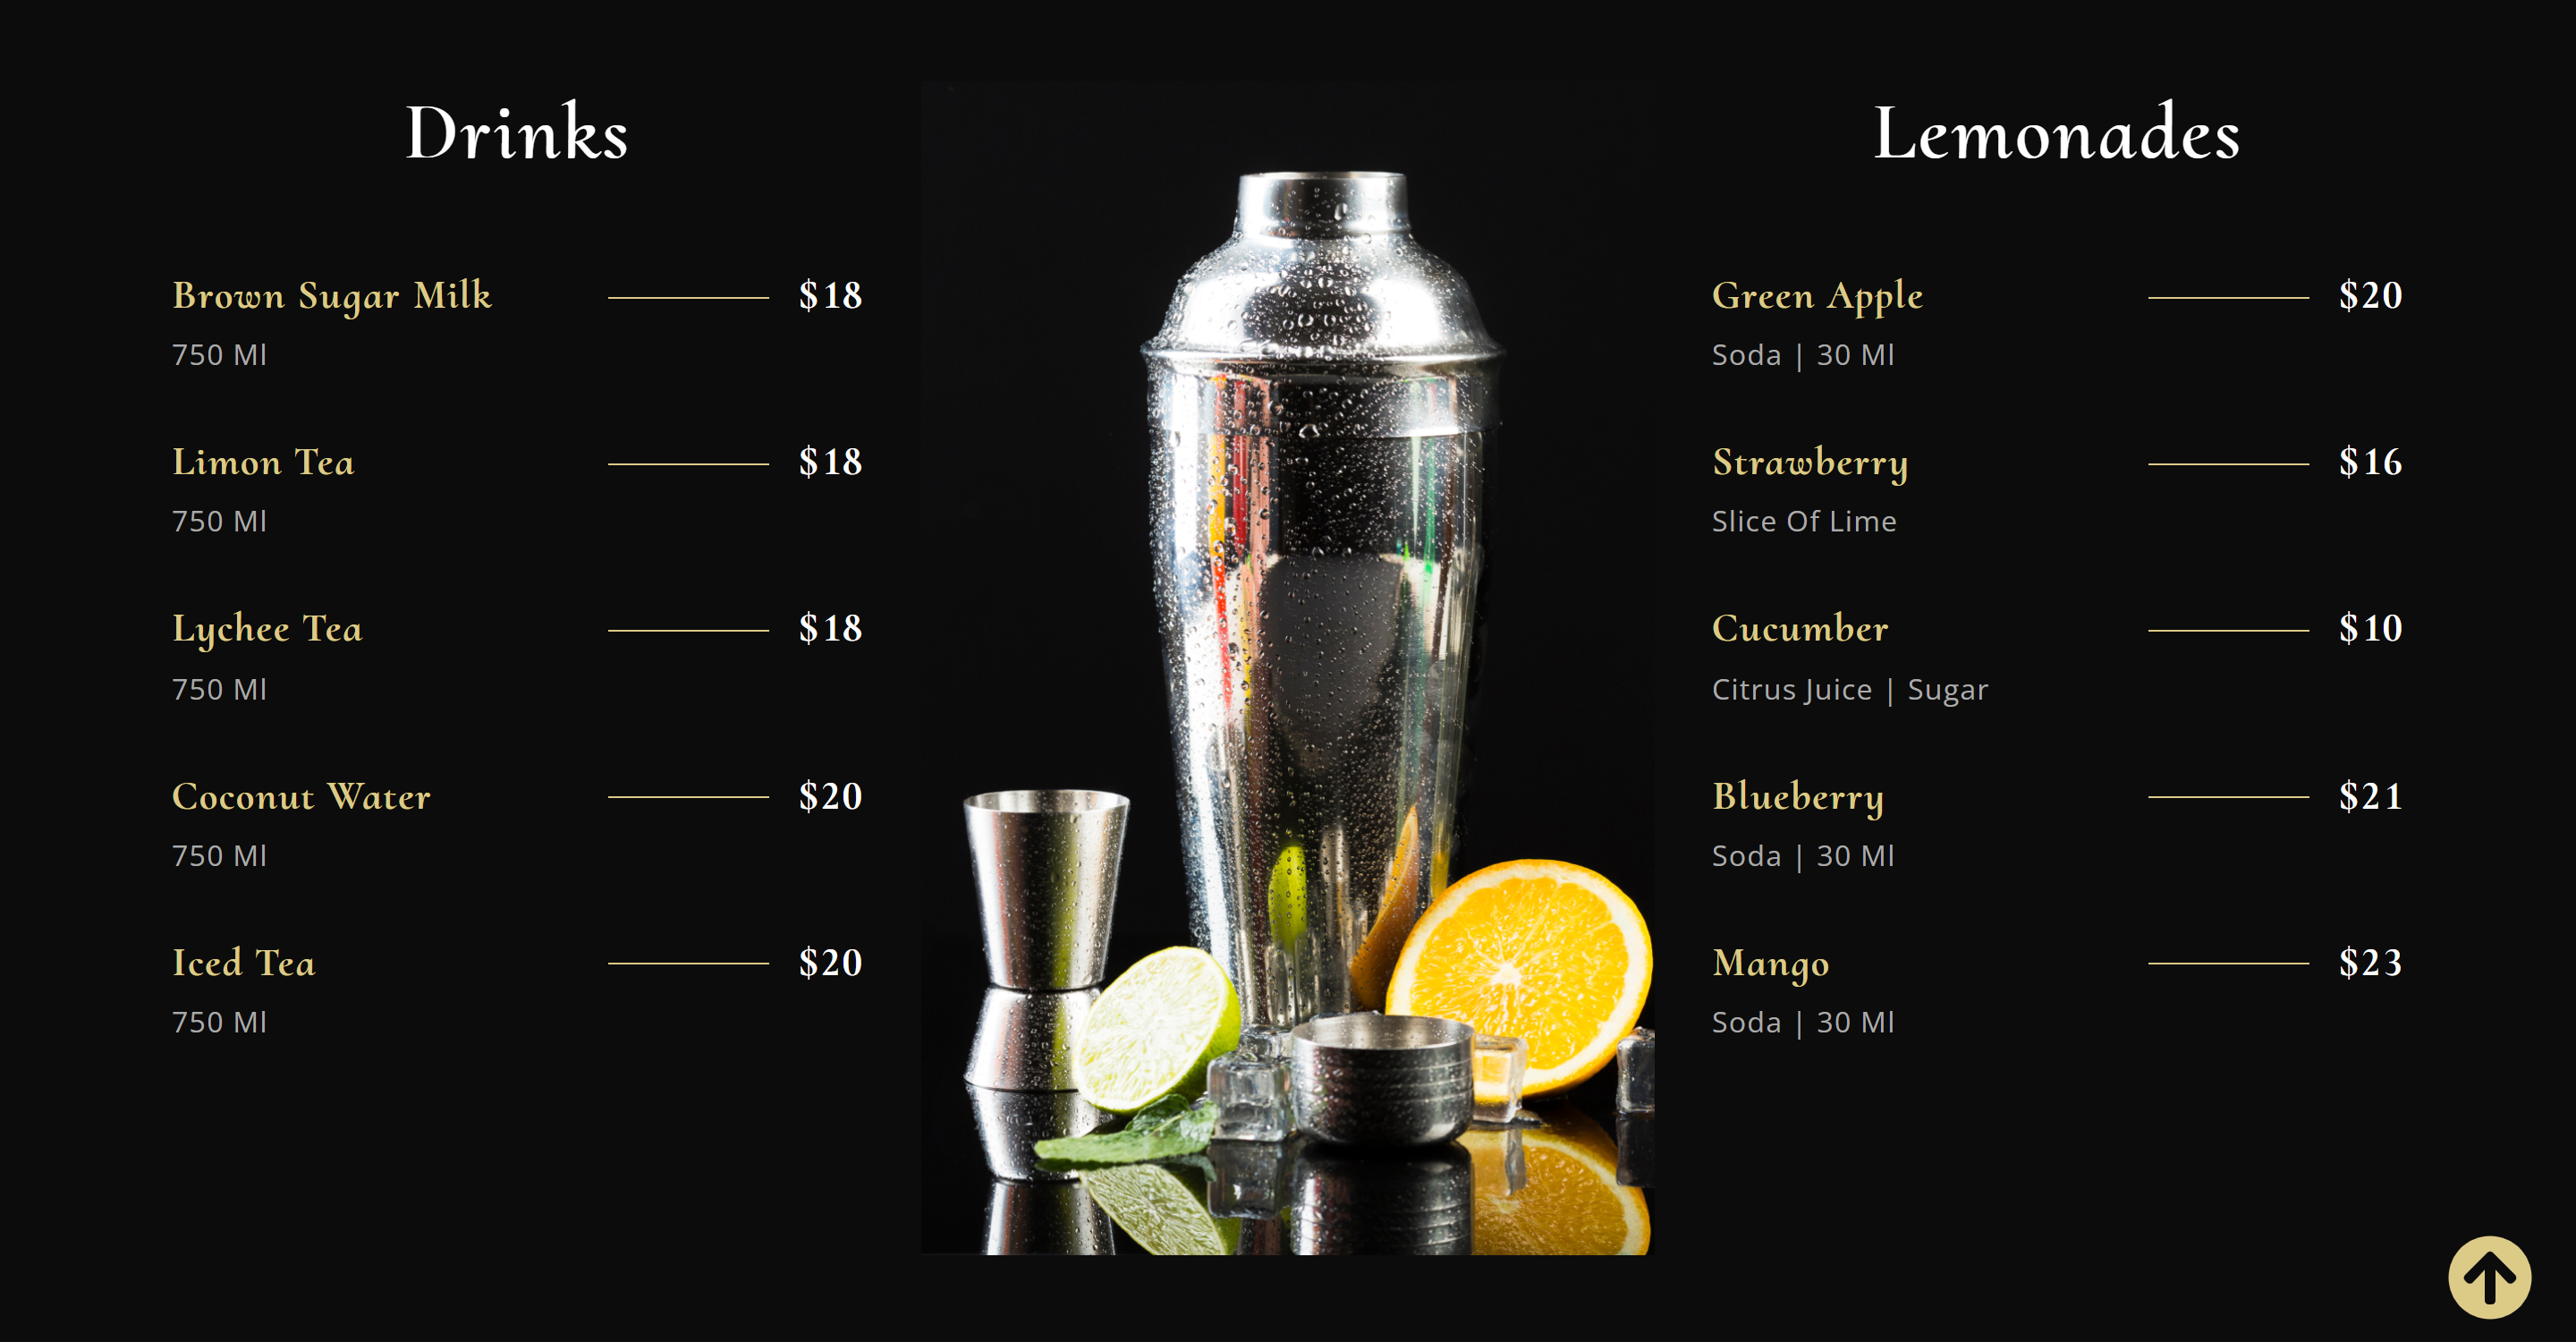 Drinks
Brown Sugar Milk $18
750 Ml
Limon Tea $18
750 Ml
Lychee Tea $18
750 Ml
Coconut Water $20
750 Ml
Iced Tea $20
750 Ml
Lemonades
Green Apple $20
Soda | 30 Ml
Strawberry $16
Slice Of Lime
Cucumber $10
Citrus Juice | Sugar
Blueberry $21
Soda | 30 Ml
Mango $23
Soda | 30 Ml